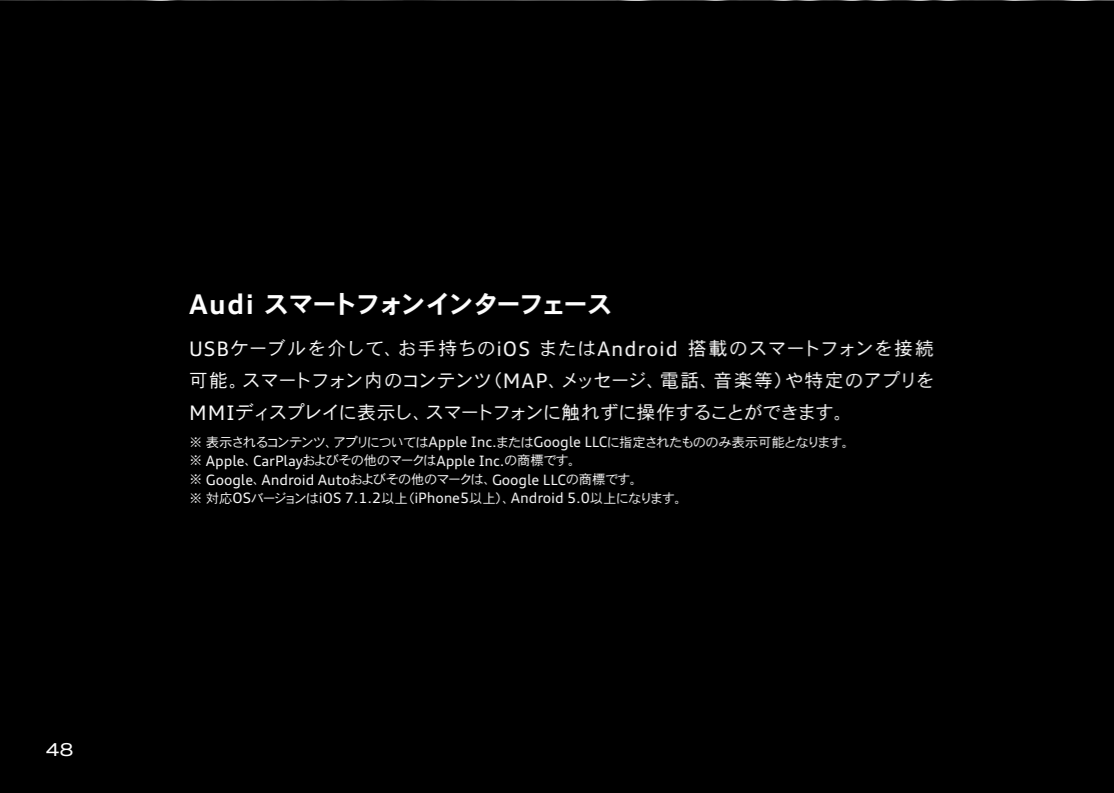 Audi スマートフォンインターフェース
USBケーブルを介して、お手持ちのiOS またはAndroid 搭載のスマートフォンを接続
可能。スマートフォン内のコンテンツ（MAP、メッセージ、電話、音楽等）や特定のアプリを
MMIディスプレイに表示し、スマートフォンに触れずに操作することができます。
※ 表示されるコンテンツ、アプリについてはApple Inc.またはGoogle LLCに指定されたもののみ表示可能となります。
※ Apple、CarPlayおよびその他のマークはApple Inc.の商標です。
※ Google、Android Autoおよびその他のマークは、Google LLCの商標です。
※ 対応OSバージョンはiOS 7.1.2以上（iPhone5以上）、Android 5.0以上になります。
48